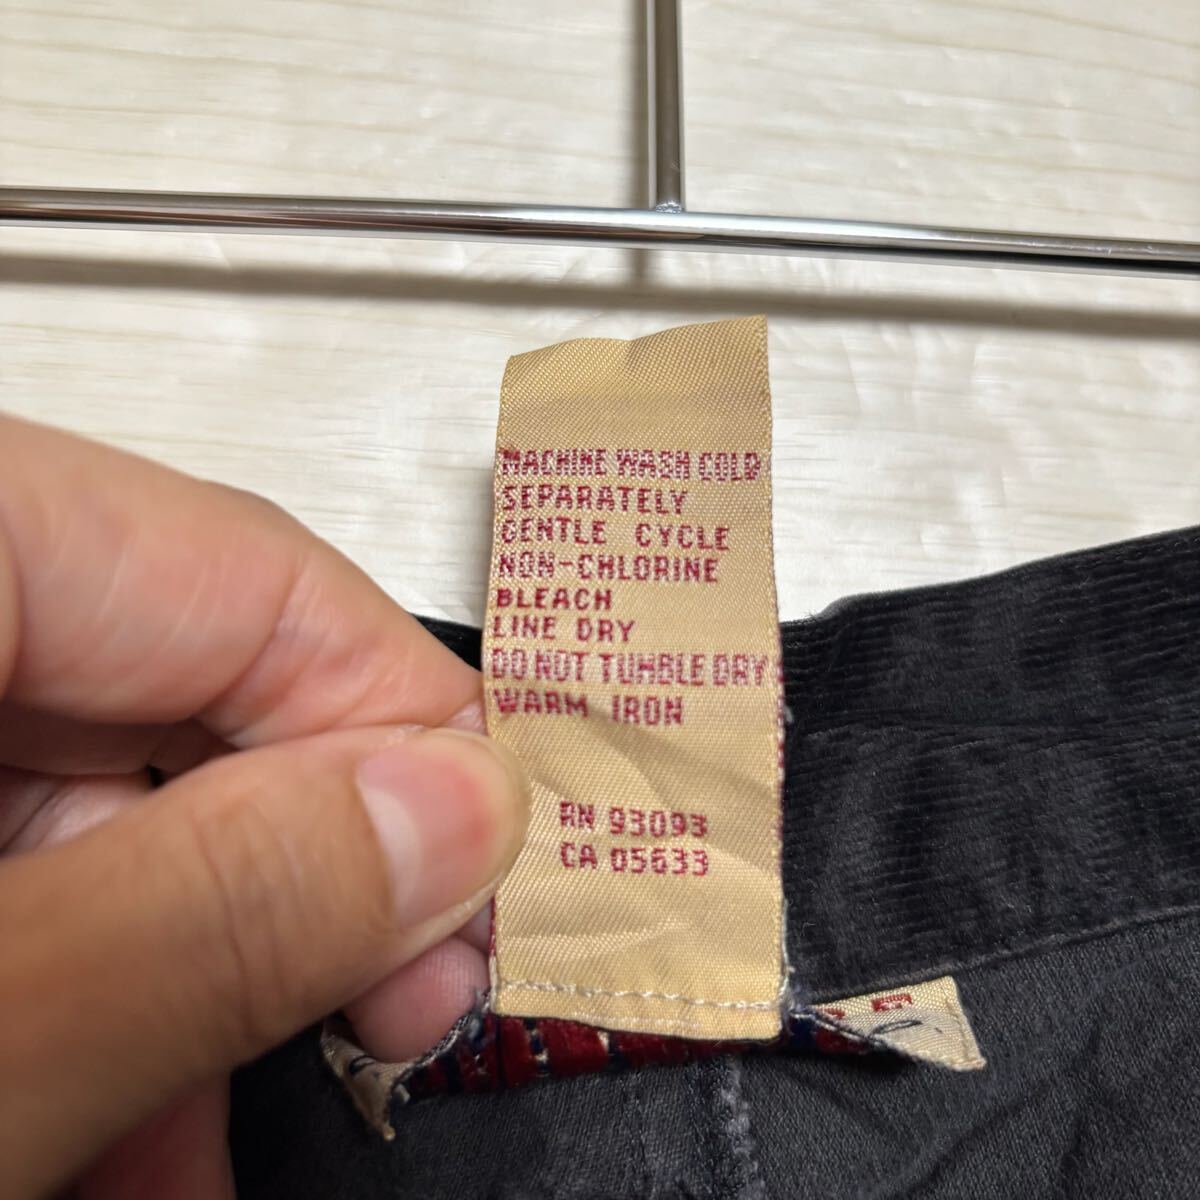 MACHINE WASH COLD
SEPARATELY
GENTLE CYCLE
NON-CHLORINE
BLEACH
LINE DRY
DO NOT TUMBLE DRY
WARM IRON
RN 93093
CA 05633